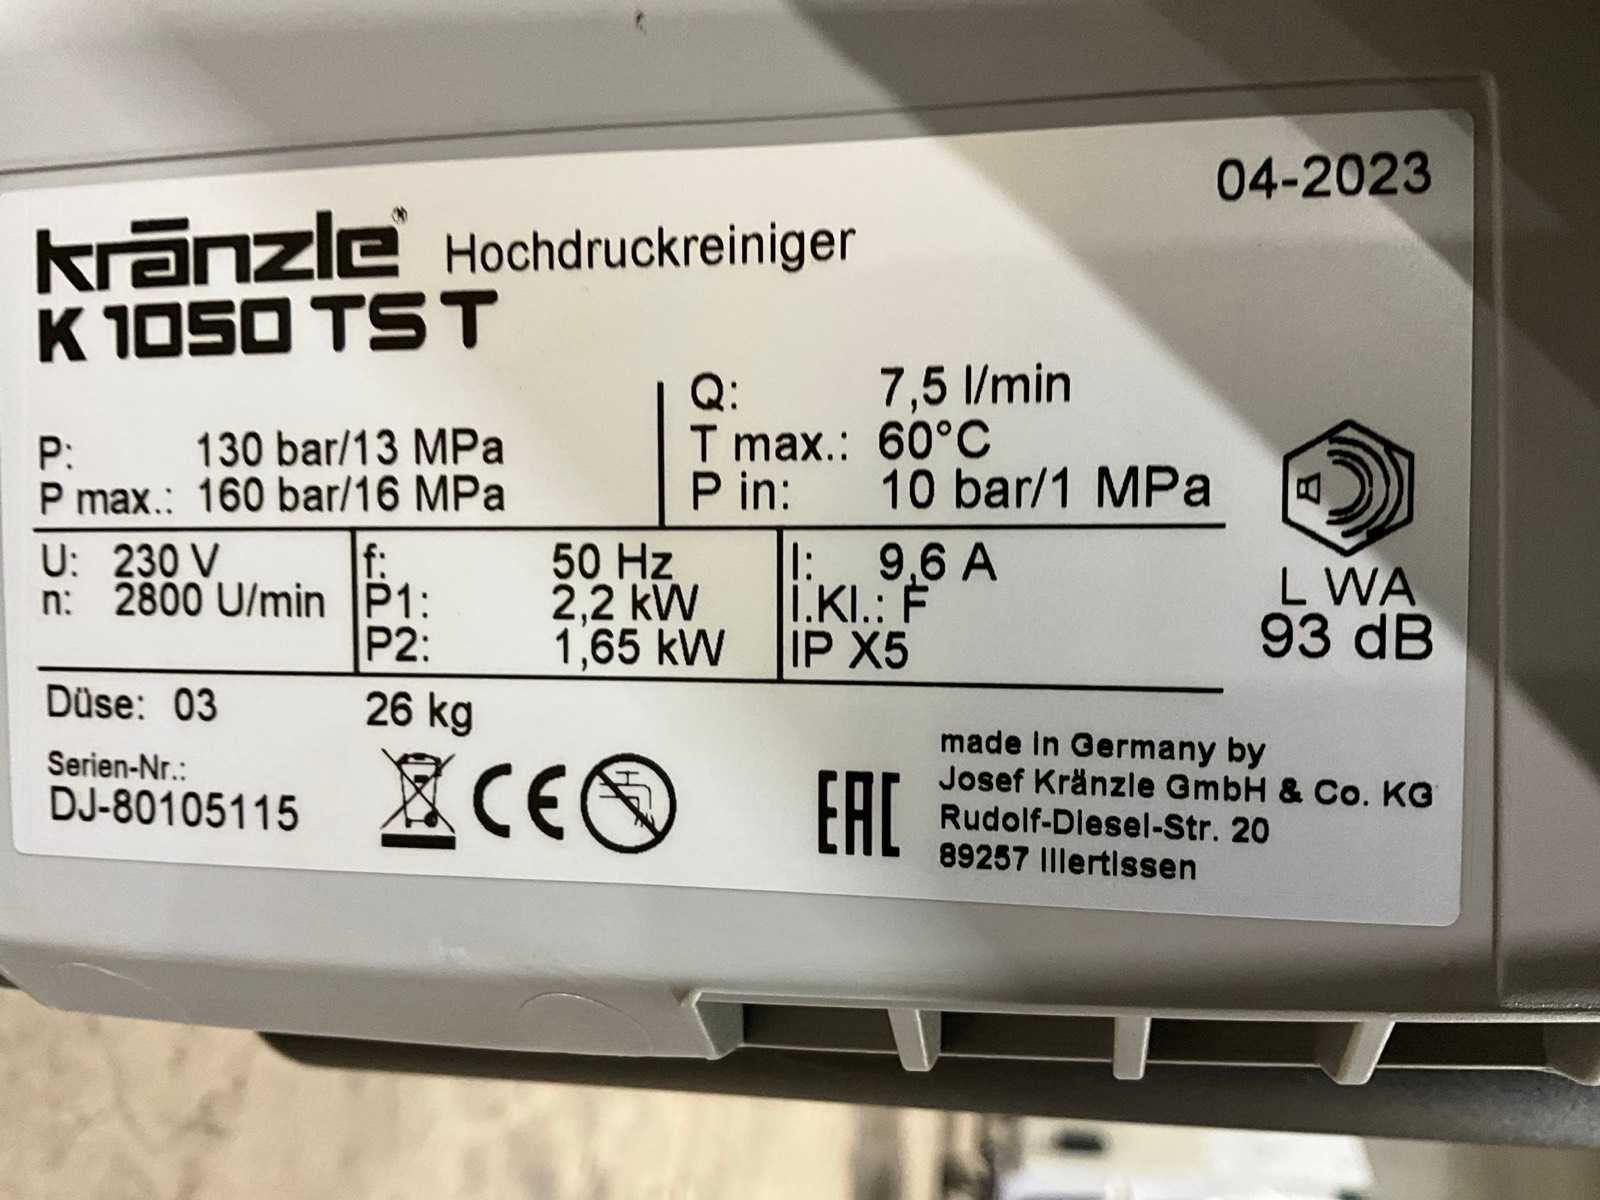 04-2023
kränzle® Hochdruckreiniger
K 1050 TS T
P: 130 bar/13 MPa
P max.: 160 bar/16 MPa
Q: 7,5 l/min
T max.: 60°C
P in: 10 bar/1 MPa
U: 230 V
n: 2800 U/min
f: 50 Hz
P1: 2,2 kW
P2: 1,65 kW
I: 9,6 A
I.Kl.: F
IP X5
L WA
93 dB
Düse: 03 26 kg
Serien-Nr.:
DJ-80105115
CE
EAC
made in Germany by
Josef Kränzle GmbH & Co. KG
Rudolf-Diesel-Str. 20
89257 Illertissen